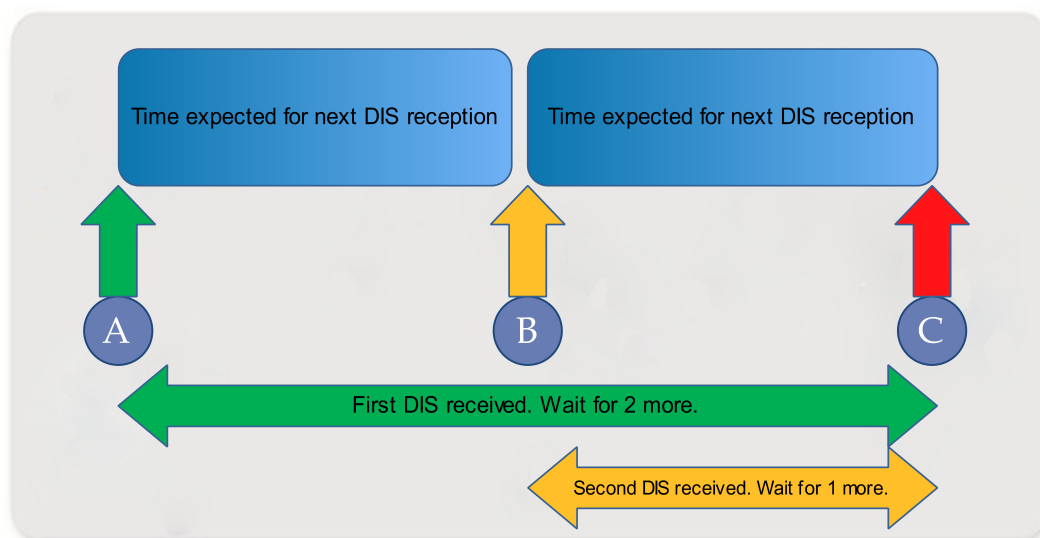 Time expected for next DIS reception
Time expected for next DIS reception
A
B
C
First DIS received. Wait for 2 more.
Second DIS received. Wait for 1 more.